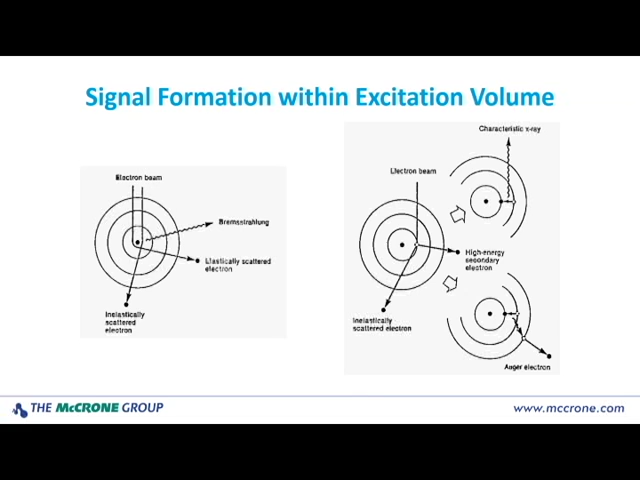 Signal Formation within Excitation Volume
Electron beam
Bremsstrahlung
Elastically scattered
electron
Inelastically
scattered
electron
Characteristic x-ray
Electron beam
High-energy
secondary
electron
Inelastically
scattered electron
Auger electron
THE McCRONE GROUP
www.mccrone.com